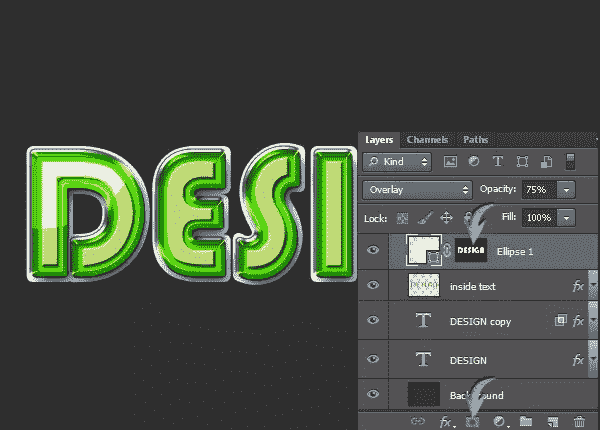 DESI
Layers Channels Paths
Kind
Overlay Opacity: 75%
Lock: Fill: 100%
DESIGN Ellipse 1
inside text fx
T DESIGN copy fx
T DESIGN fx
Background
fx